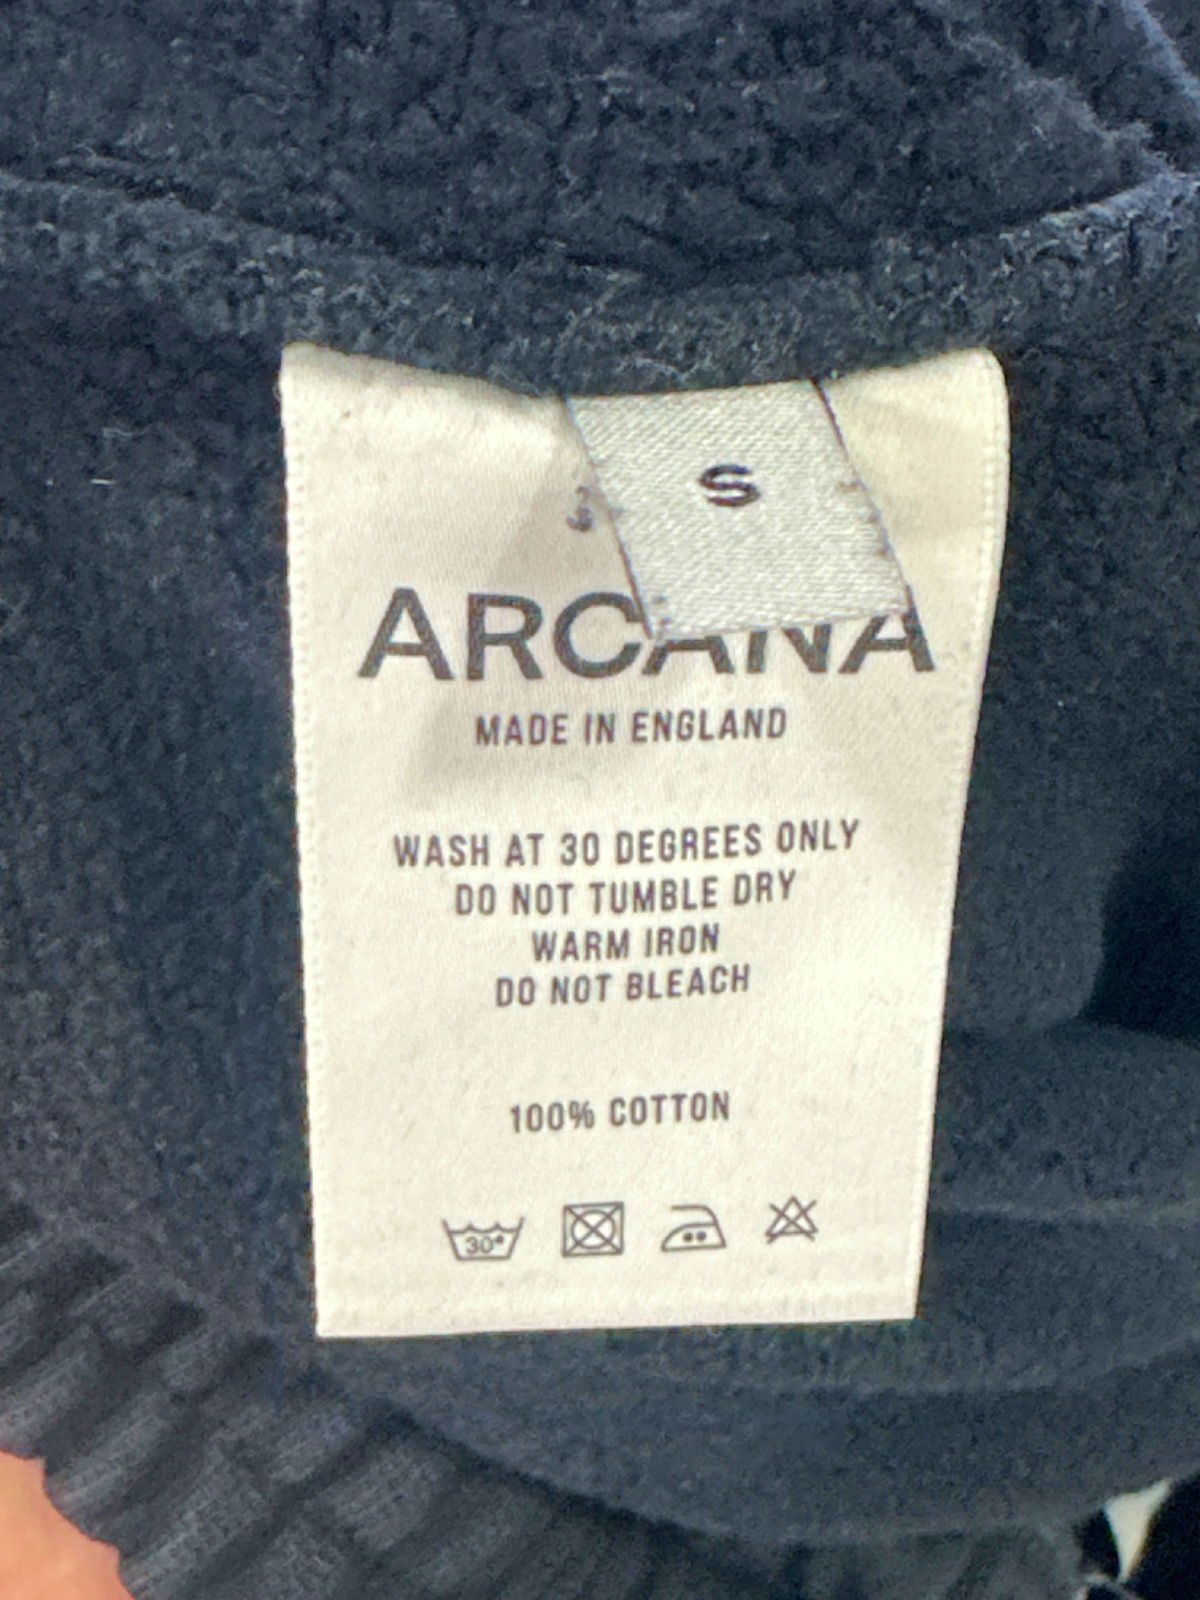 S
ARCANA
MADE IN ENGLAND
WASH AT 30 DEGREES ONLY
DO NOT TUMBLE DRY
WARM IRON
DO NOT BLEACH
100% COTTON
30°